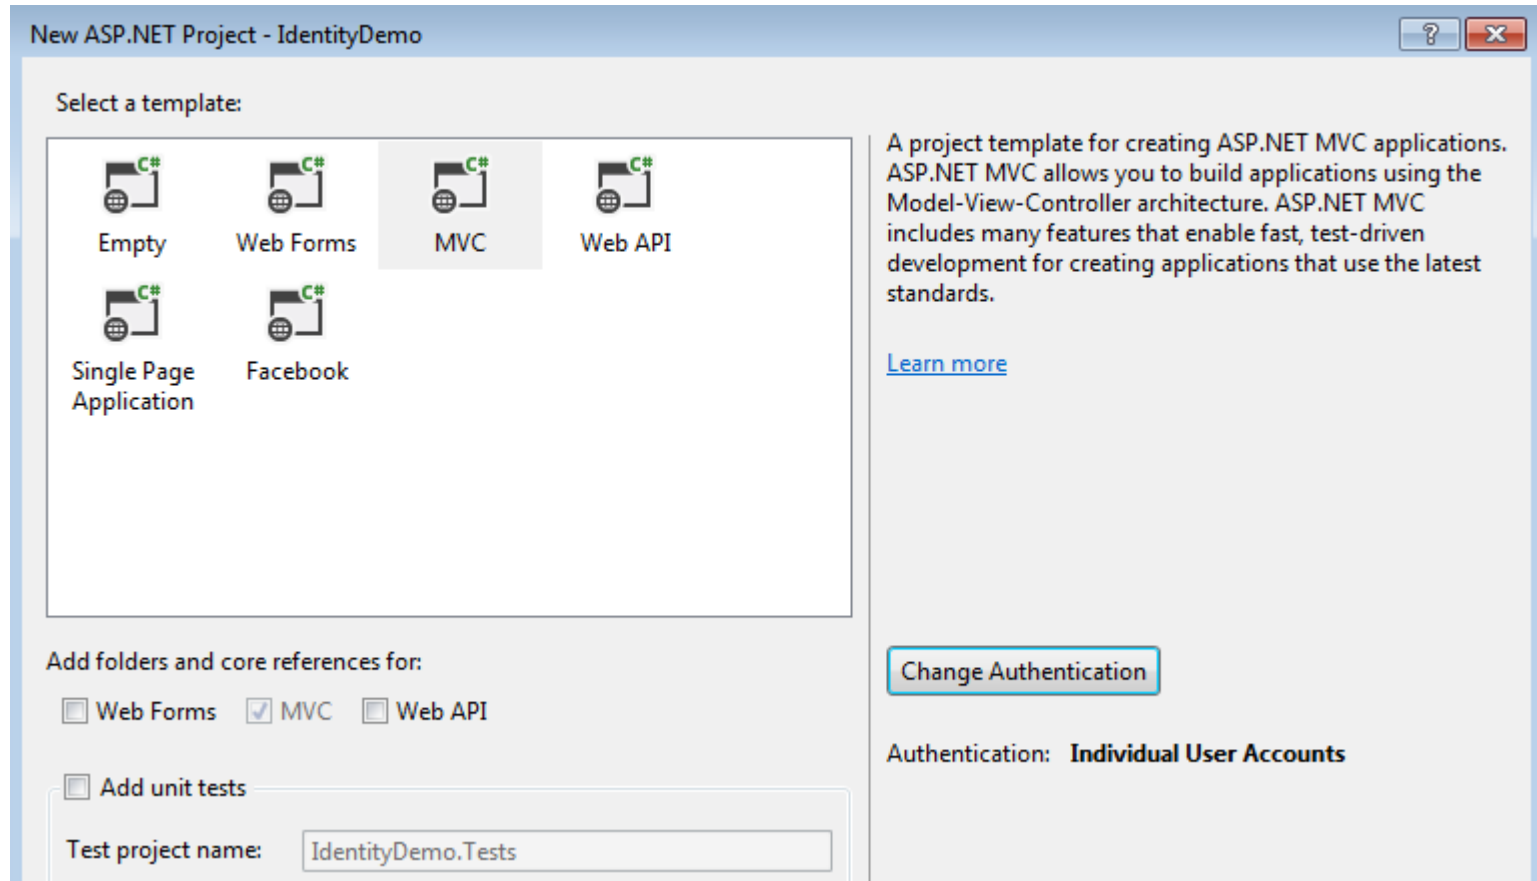 New ASP.NET Project - IdentityDemo
?
Select a template:
C# C# C# C#
Empty Web Forms MVC Web API
C# C#
Single Page Application Facebook
A project template for creating ASP.NET MVC applications.
ASP.NET MVC allows you to build applications using the
Model-View-Controller architecture. ASP.NET MVC
includes many features that enable fast, test-driven
development for creating applications that use the latest
standards.
Learn more
Add folders and core references for:
Web Forms MVC Web API
Change Authentication
Authentication: Individual User Accounts
Add unit tests
Test project name: IdentityDemo.Tests